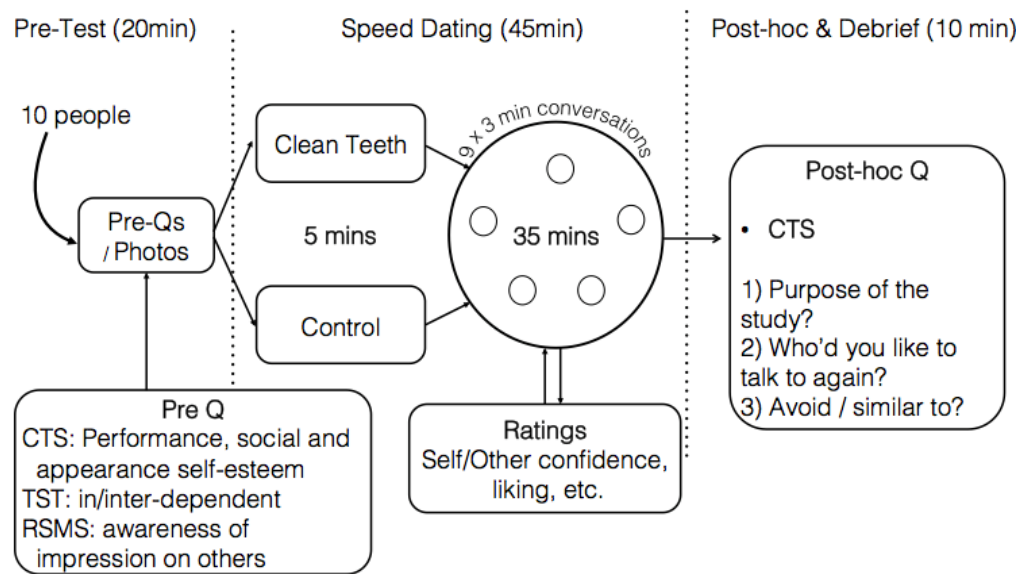 Pre-Test (20min)
Speed Dating (45min)
Post-hoc & Debrief (10 min)
10 people
Pre-Qs
/ Photos
Clean Teeth
5 mins
Control
9 x 3 min conversations
35 mins
Post-hoc Q
• CTS
1) Purpose of the
study?
2) Who'd you like to
talk to again?
3) Avoid / similar to?
Pre Q
CTS: Performance, social and
appearance self-esteem
TST: in/inter-dependent
RSMS: awareness of
impression on others
Ratings
Self/Other confidence,
liking, etc.